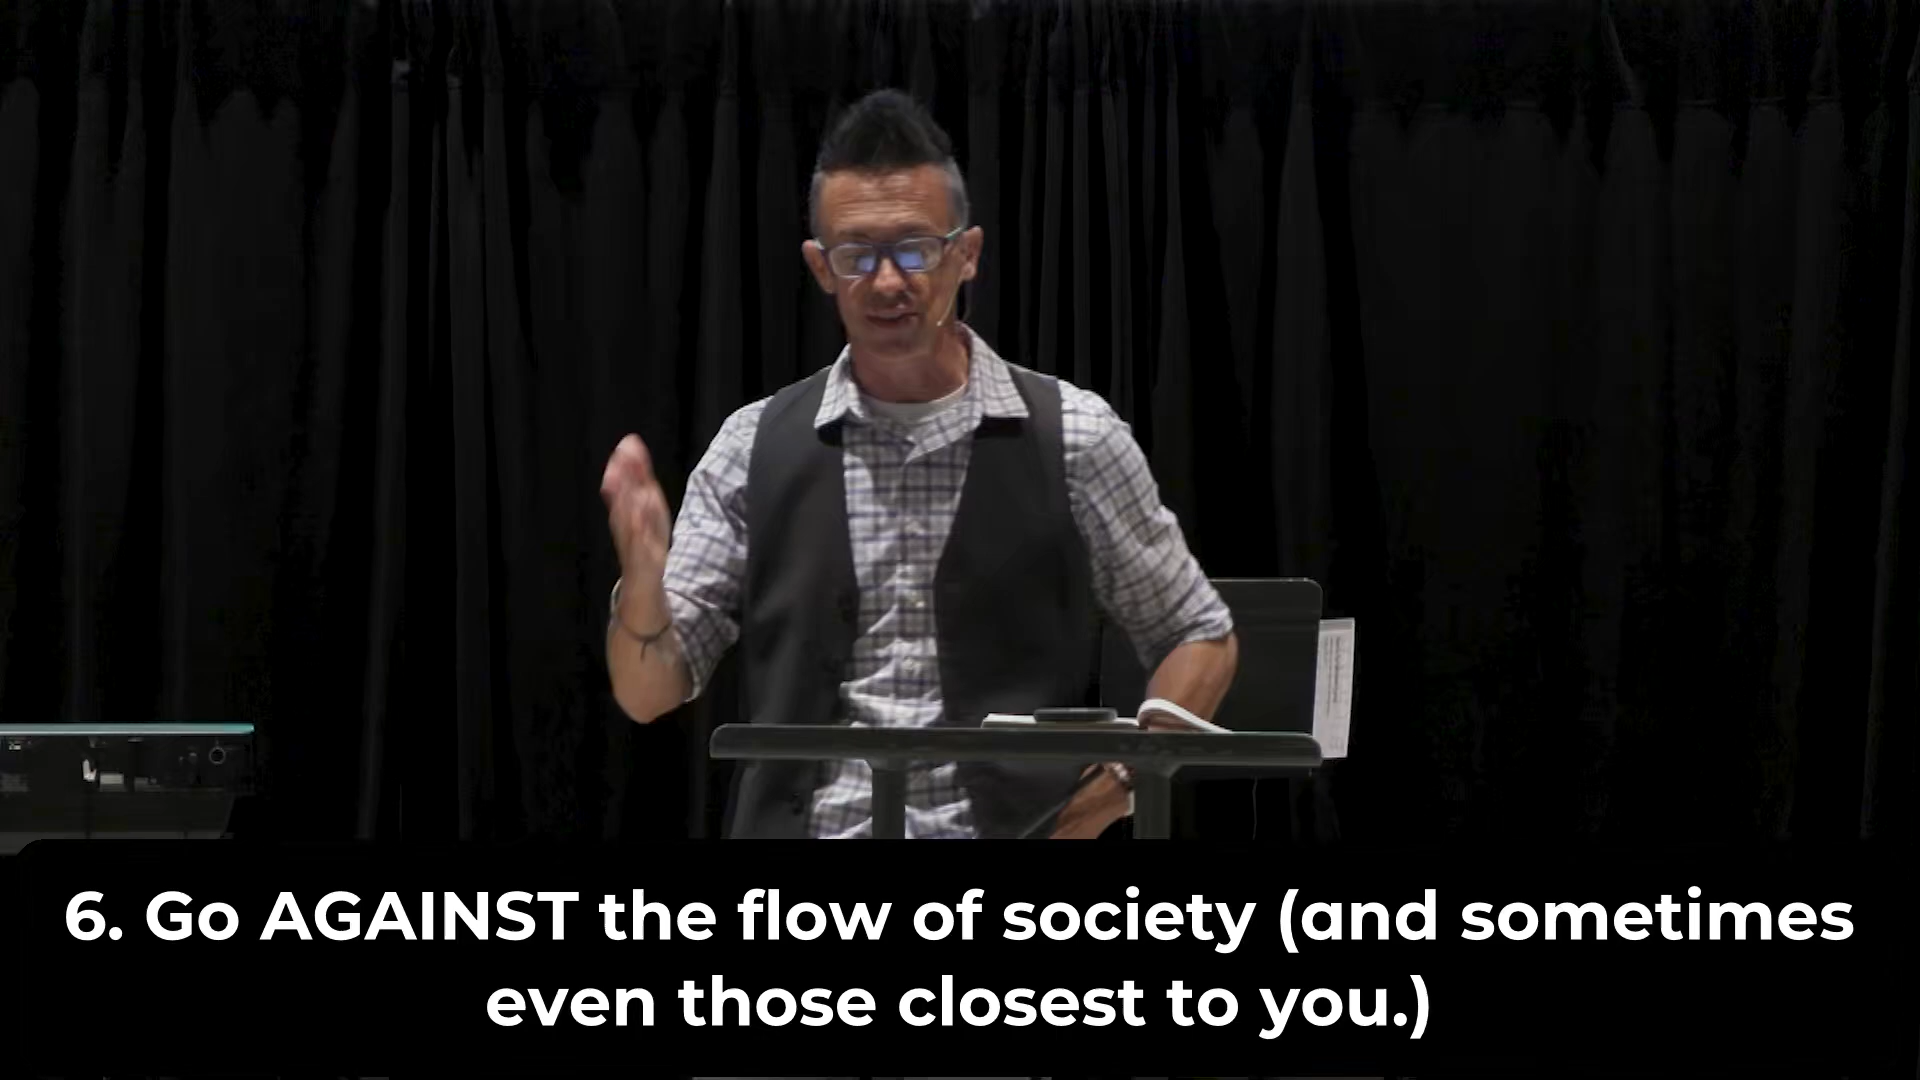 6. Go AGAINST the flow of society (and sometimes
even those closest to you.)